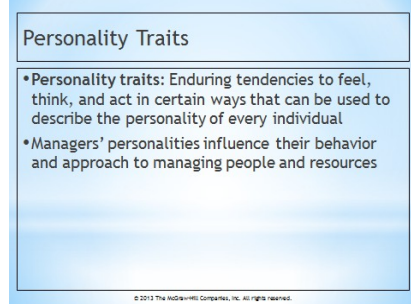 Personality Traits
•Personality traits: Enduring tendencies to feel,
think, and act in certain ways that can be used to
describe the personality of every individual
•Managers’ personalities influence their behavior
and approach to managing people and resources
© 2013 The McGraw-Hill Companies, Inc. All rights reserved.